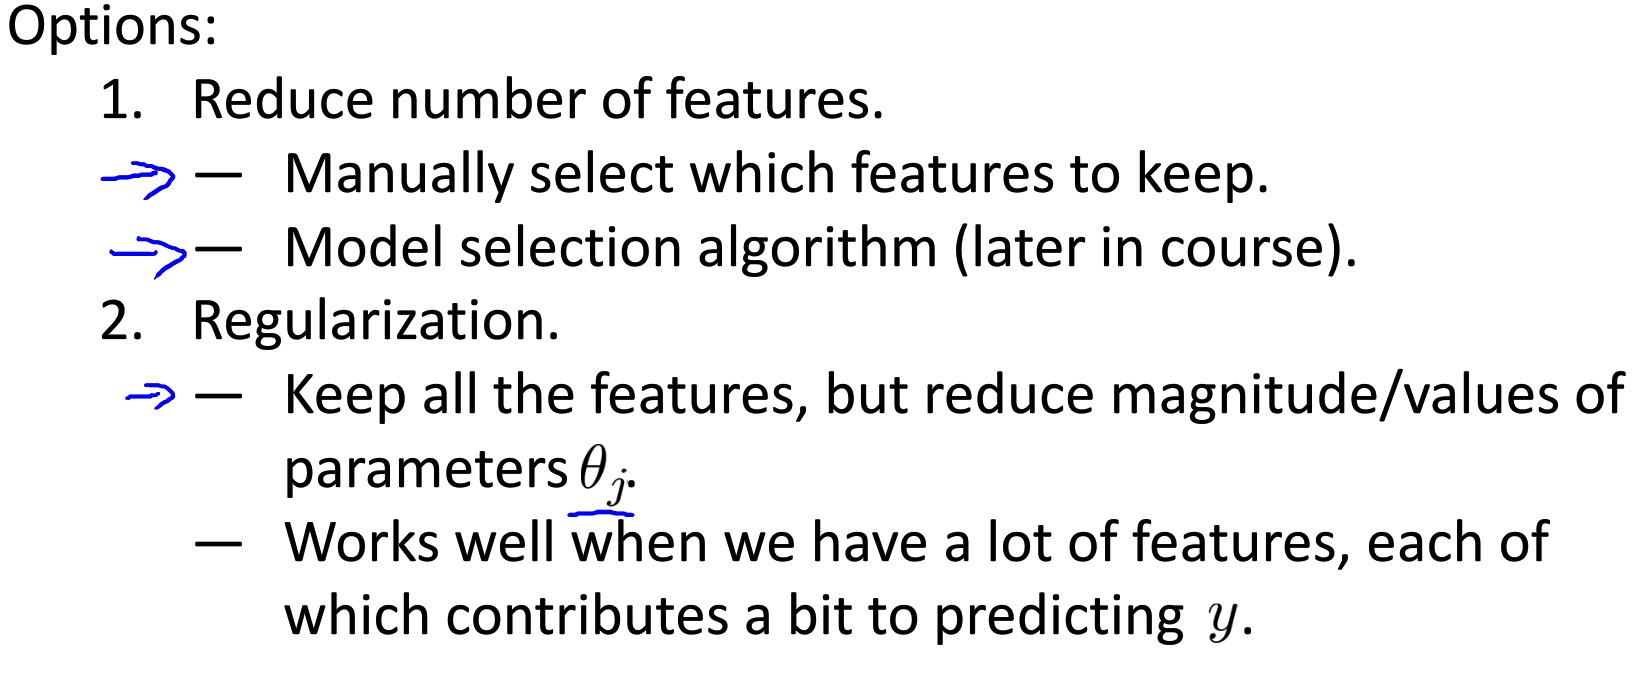 Options:
1. Reduce number of features.
— Manually select which features to keep.
— Model selection algorithm (later in course).
2. Regularization.
— Keep all the features, but reduce magnitude/values of
parameters θⱼ.
— Works well when we have a lot of features, each of
which contributes a bit to predicting y.